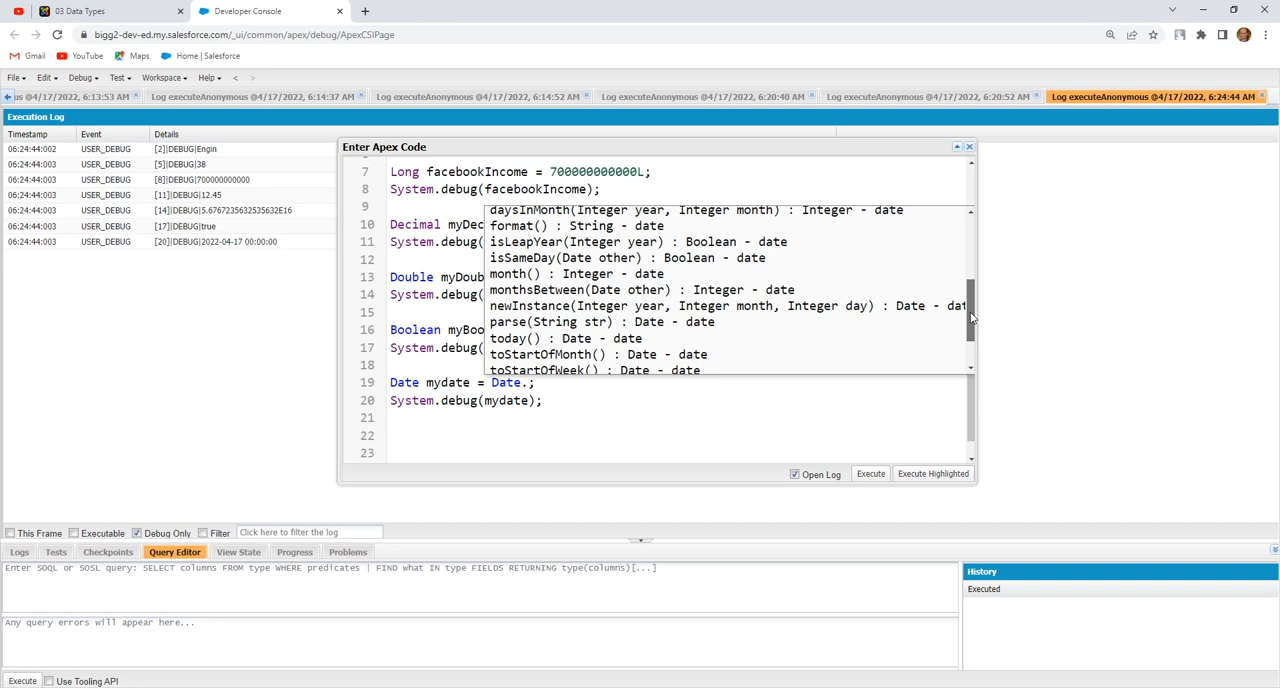 03 Data Types
Developer Console
bigg2-dev-ed.my.salesforce.com/_ui/common/apex/debug/ApexCSIPage
Gmail YouTube Maps Home | Salesforce
File Edit Debug Test Workspace Help < >
us @4/17/2022, 6:13:53 AM Log executeAnonymous @4/17/2022, 6:14:37 AM Log executeAnonymous @4/17/2022, 6:14:52 AM Log executeAnonymous @4/17/2022, 6:20:40 AM Log executeAnonymous @4/17/2022, 6:20:52 AM Log executeAnonymous @4/17/2022, 6:24:44 AM
Execution Log
Timestamp Event Details
06:24:44:002 USER_DEBUG [2]|DEBUG|Engin
06:24:44:003 USER_DEBUG [5]|DEBUG|38
06:24:44:003 USER_DEBUG [8]|DEBUG|700000000000
06:24:44:003 USER_DEBUG [11]|DEBUG|12.45
06:24:44:003 USER_DEBUG [14]|DEBUG|5.6767235632535632E16
06:24:44:003 USER_DEBUG [17]|DEBUG|true
06:24:44:003 USER_DEBUG [20]|DEBUG|2022-04-17 00:00:00
Enter Apex Code
7 Long facebookIncome = 700000000000L;
8 System.debug(facebookIncome);
9
10 Decimal myDec
11 System.debug(
12
13 Double myDoub
14 System.debug(
15
16 Boolean myBoo
17 System.debug(
18
19 Date mydate = Date.;
20 System.debug(mydate);
21
22
23
daysInMonth(Integer year, Integer month) : Integer - date
format() : String - date
isLeapYear(Integer year) : Boolean - date
isSameDay(Date other) : Boolean - date
month() : Integer - date
monthsBetween(Date other) : Integer - date
newInstance(Integer year, Integer month, Integer day) : Date - dat
parse(String str) : Date - date
today() : Date - date
toStartOfMonth() : Date - date
toStartOfWeek() : Date - date
Open Log Execute Execute Highlighted
This Frame Executable Debug Only Filter Click here to filter the log
Logs Tests Checkpoints Query Editor View State Progress Problems
Enter SOQL or SOSL query: SELECT columns FROM type WHERE predicates | FIND what IN type FIELDS RETURNING type(columns)[...]
Any query errors will appear here...
History
Executed
Execute Use Tooling API